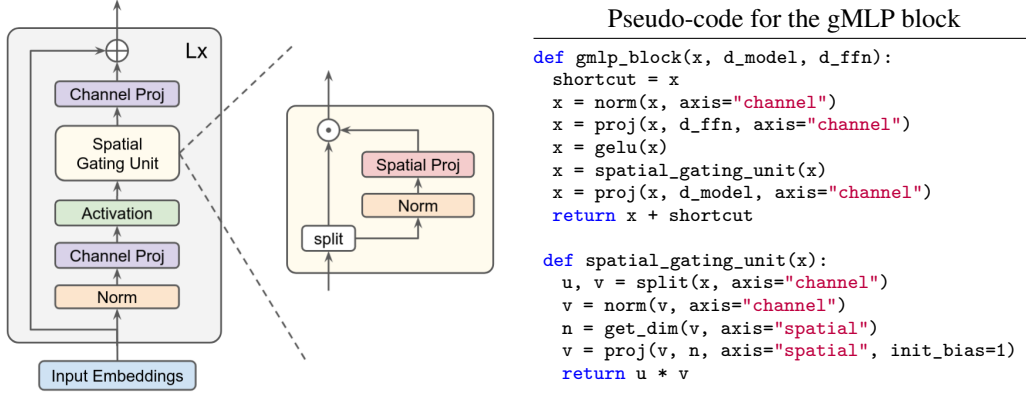 Lx
Channel Proj
Spatial
Gating Unit
Activation
Channel Proj
Norm
Input Embeddings
Spatial Proj
Norm
split
Pseudo-code for the gMLP block
def gmlp_block(x, d_model, d_ffn):
shortcut = x
x = norm(x, axis="channel")
x = proj(x, d_ffn, axis="channel")
x = gelu(x)
x = spatial_gating_unit(x)
x = proj(x, d_model, axis="channel")
return x + shortcut
def spatial_gating_unit(x):
u, v = split(x, axis="channel")
v = norm(v, axis="channel")
n = get_dim(v, axis="spatial")
v = proj(v, n, axis="spatial", init_bias=1)
return u * v